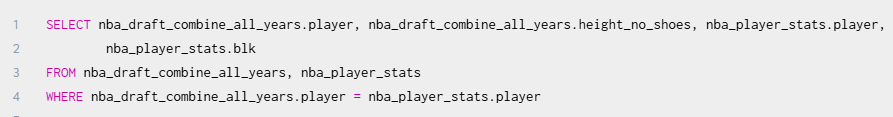 1 SELECT nba_draft_combine_all_years.player, nba_draft_combine_all_years.height_no_shoes, nba_player_stats.player,
2 nba_player_stats.blk
3 FROM nba_draft_combine_all_years, nba_player_stats
4 WHERE nba_draft_combine_all_years.player = nba_player_stats.player